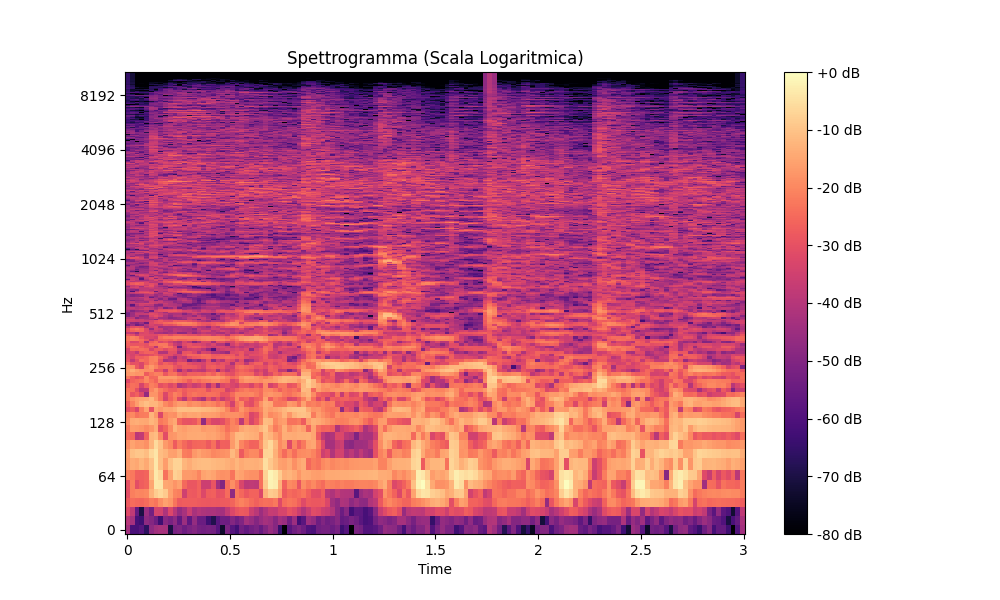 Spettrogramma (Scala Logaritmica)
Hz
8192
4096
2048
1024
512
256
128
64
0
0 0.5 1 1.5 2 2.5 3
Time
+0 dB
-10 dB
-20 dB
-30 dB
-40 dB
-50 dB
-60 dB
-70 dB
-80 dB